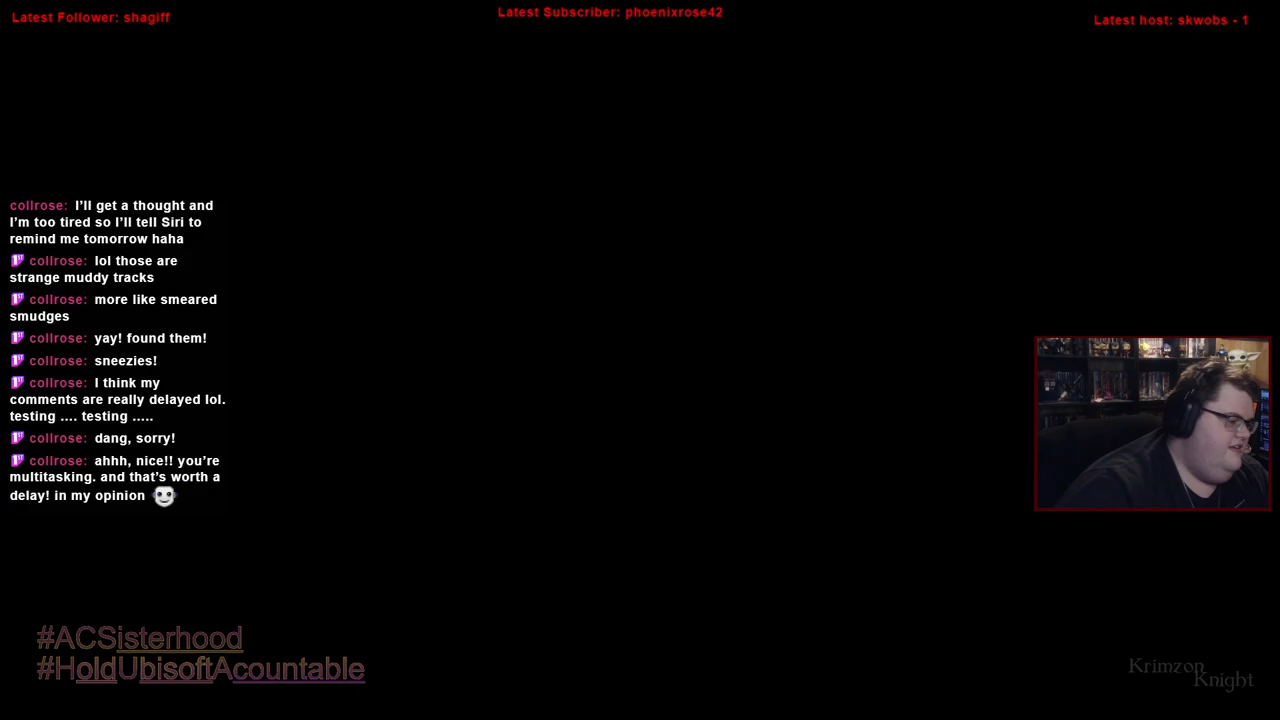 Latest Follower: shagiff
Latest Subscriber: phoenixrose42
Latest host: skwobs - 1
collrose: I’ll get a thought and
I’m too tired so I’ll tell Siri to
remind me tomorrow haha
collrose: lol those are
strange muddy tracks
collrose: more like smeared
smudges
collrose: yay! found them!
collrose: sneezies!
collrose: I think my
comments are really delayed lol.
testing .... testing .....
collrose: dang, sorry!
collrose: ahhh, nice!! you’re
multitasking. and that’s worth a
delay! in my opinion
#ACSisterhood
#HoldUbisoftAcountable
Krimzon
Knight